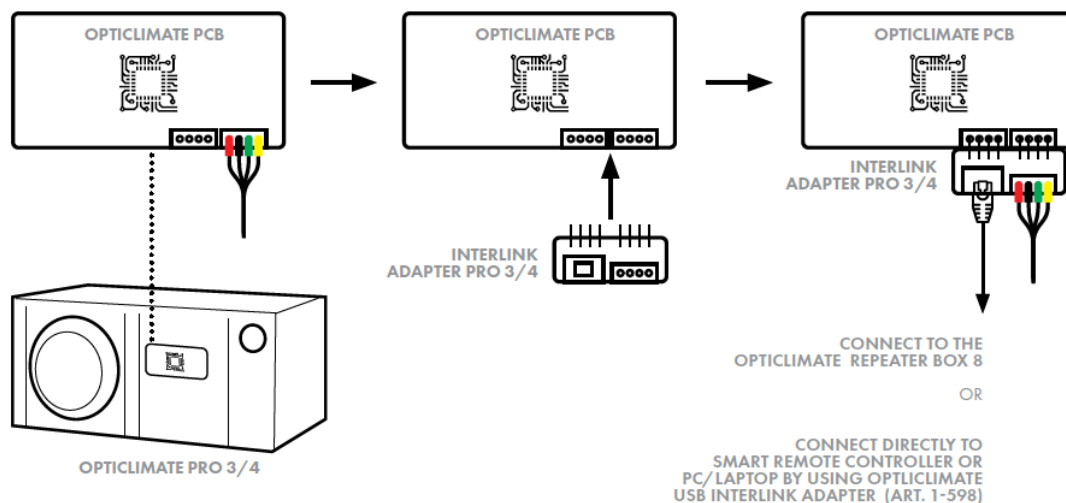 OPTICLIMATE PCB
OPTICLIMATE PCB
OPTICLIMATE PCB
INTERLINK
ADAPTER PRO 3/4
INTERLINK
ADAPTER PRO 3/4
OPTICLIMATE PRO 3/4
CONNECT TO THE
OPTICLIMATE REPEATER BOX 8
OR
CONNECT DIRECTLY TO
SMART REMOTE CONTROLLER OR
PC/LAPTOP BY USING OPTLICLIMATE
USB INTERLINK ADAPTER (ART. 1-598)